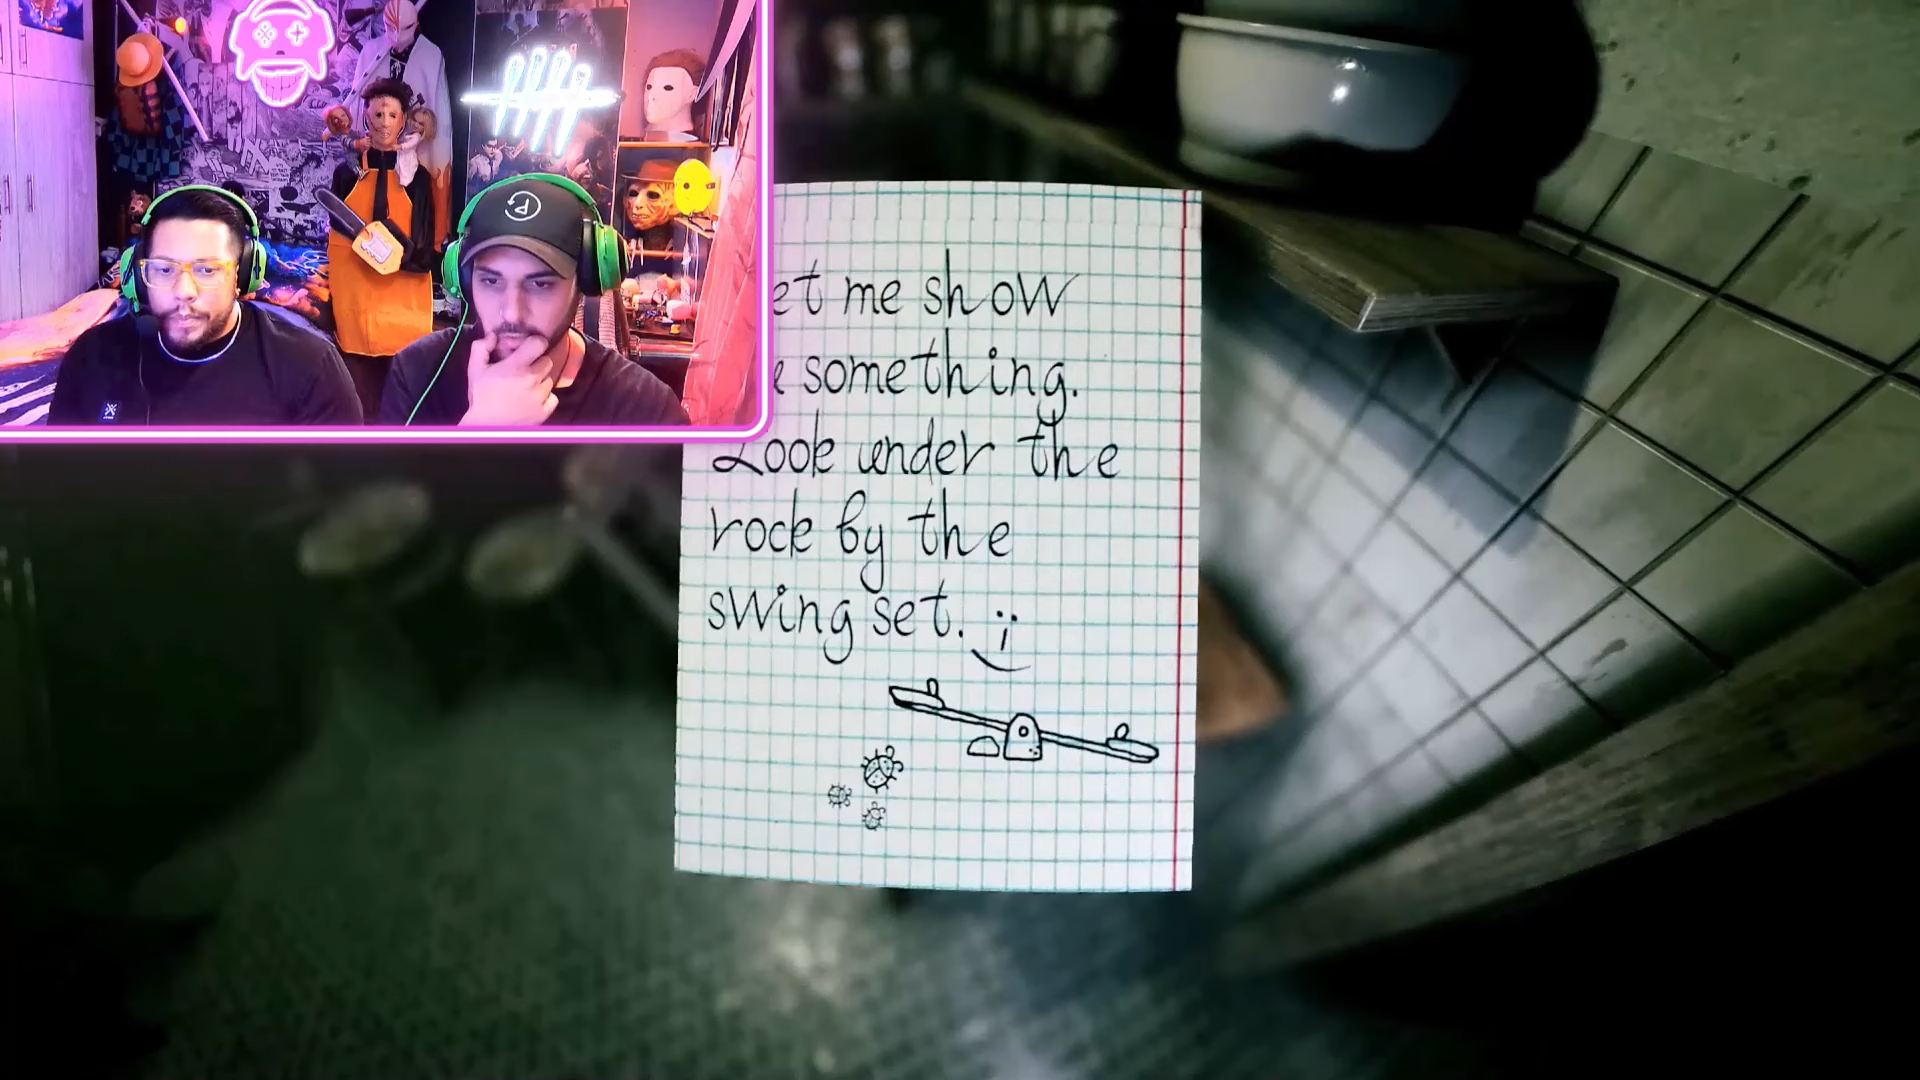 et me show
e something.
Look under the
rock by the
swing set.